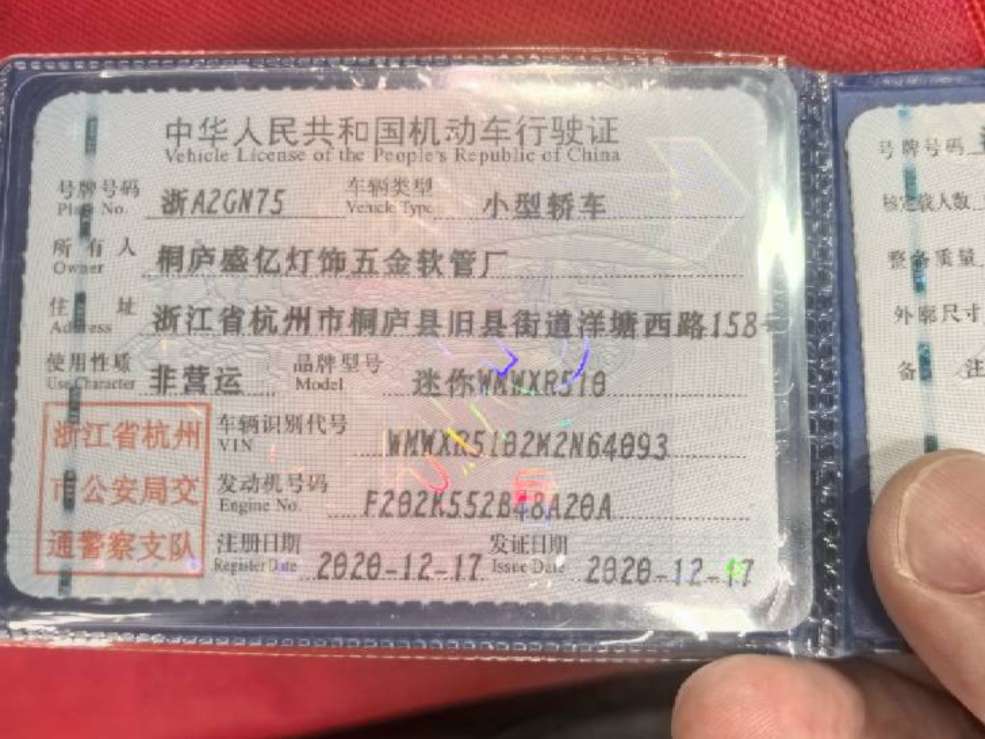 中华人民共和国机动车行驶证
Vehicle License of the People's Republic of China
号牌号码 浙A2GN75 车辆类型 小型轿车
Plate No. Vehicle Type
所有人 桐庐盛亿灯饰五金软管厂
Owner
住址 浙江省杭州市桐庐县旧县街道洋塘西路158
Address
使用性质 非营运 品牌型号 迷你WMWXR510
Use Character Model
车辆识别代号 WMWXR5102M2N64093
VIN
发动机号码 F202K552B48A20A
Engine No.
注册日期 2020-12-17 发证日期 2020-12-17
Register Date Issue Date
浙江省杭州
市公安局交
通警察支队
号牌号码
核定载人数
整备质量
外廓尺寸
备注